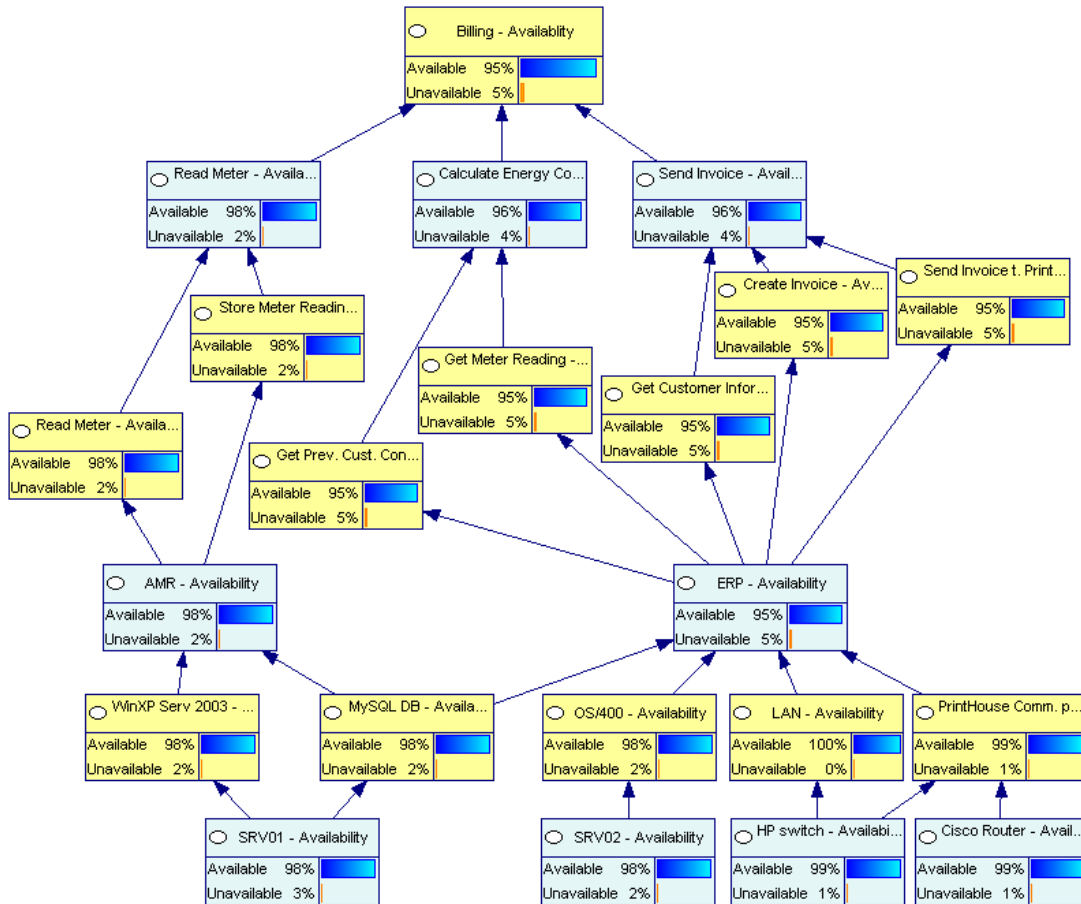 Billing - Availablity
Available 95%
Unavailable 5%
Read Meter - Availa...
Available 98%
Unavailable 2%
Calculate Energy Co...
Available 96%
Unavailable 4%
Send Invoice - Avail...
Available 96%
Unavailable 4%
Send Invoice t. Print...
Available 95%
Unavailable 5%
Create Invoice - Av...
Available 95%
Unavailable 5%
Store Meter Readin...
Available 98%
Unavailable 2%
Get Meter Reading -...
Available 95%
Unavailable 5%
Get Customer Infor...
Available 95%
Unavailable 5%
Read Meter - Availa...
Available 98%
Unavailable 2%
Get Prev. Cust. Con...
Available 95%
Unavailable 5%
AMR - Availability
Available 98%
Unavailable 2%
ERP - Availability
Available 95%
Unavailable 5%
WinXP Serv 2003 - ...
Available 98%
Unavailable 2%
MySQL DB - Availa...
Available 98%
Unavailable 2%
OS/400 - Availability
Available 98%
Unavailable 2%
LAN - Availability
Available 100%
Unavailable 0%
PrintHouse Comm. p...
Available 99%
Unavailable 1%
SRV01 - Availability
Available 98%
Unavailable 3%
SRV02 - Availability
Available 98%
Unavailable 2%
HP switch - Availabi...
Available 99%
Unavailable 1%
Cisco Router - Avail...
Available 99%
Unavailable 1%